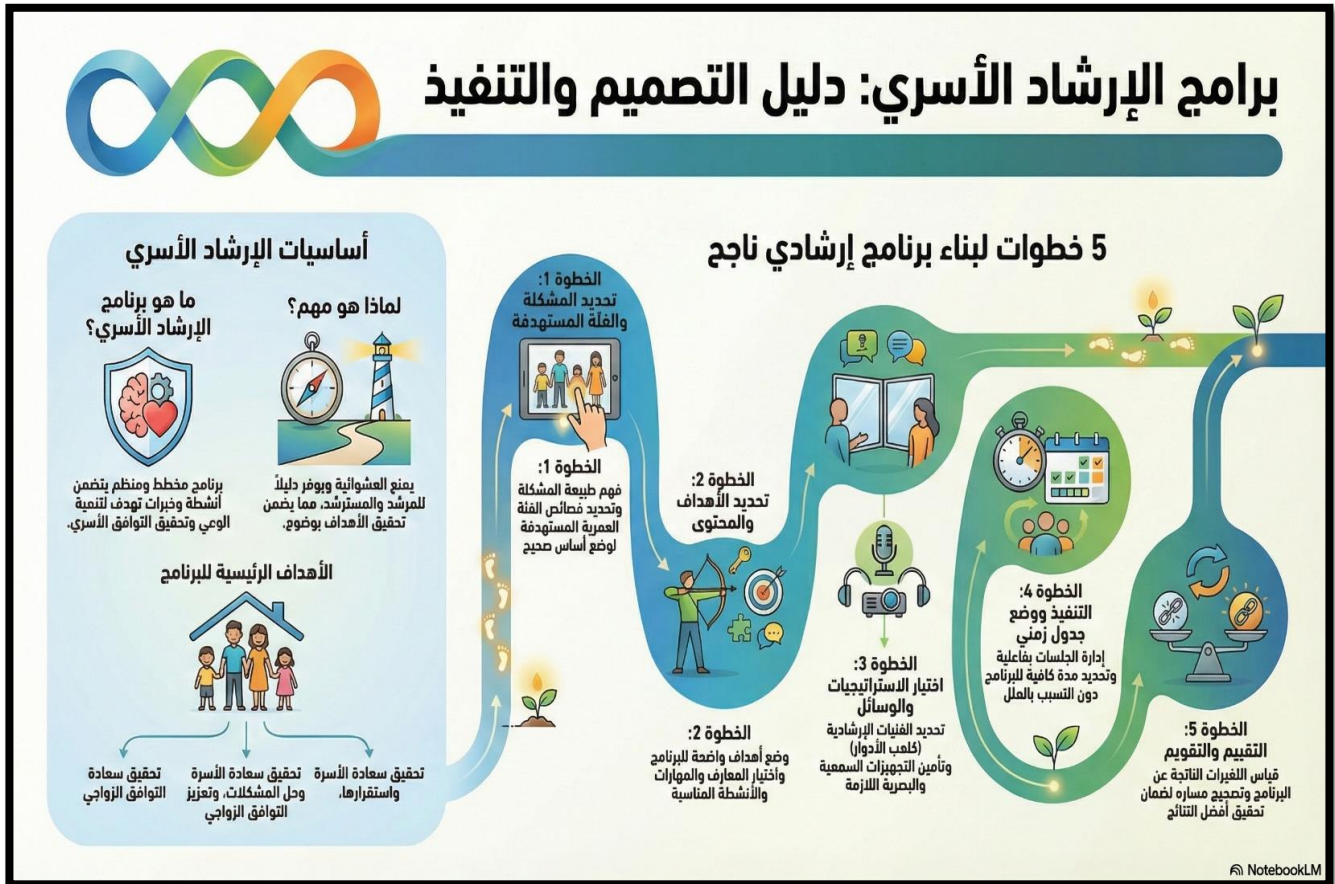 برامج الإرشاد الأسري: دليل التصميم والتنفيذ
أساسيات الإرشاد الأسري
لماذا هو مهم؟
يمنع العشوائية ويوفر دليلاً
للمرشد والمسترشد، مما يضمن
تحقيق الأهداف بوضوح.
ما هو برنامج
الإرشاد الأسري؟
برنامج مخطط ومنظم يتضمن
أنشطة وخبرات تهدف لتنمية
الوعي وتحقيق التوافق الأسري.
الأهداف الرئيسية للبرنامج
تحقيق سعادة الأسرة
واستقرارها،
تحقيق سعادة الأسرة
وحل المشكلات، وتعزيز
التوافق الزواجي
تحقيق سعادة
التوافق الزواجي
5 خطوات لبناء برنامج إرشادي ناجح
الخطوة 1:
تحديد المشكلة
والفئة المستهدفة
الخطوة 1:
فهم طبيعة المشكلة
وتحديد خصائص الفئة
العمرية المستهدفة
لوضع أساس صحيح
الخطوة 2:
تحديد الأهداف
والمحتوى
الخطوة 2:
وضع أهداف واضحة للبرنامج
وأختيار المعارف والمهارات
والأنشطة المناسبة
الخطوة 3:
اختيار الاستراتيجيات
والوسائل
تحديد الفنيات الإرشادية
(كلعب الأدوار)
وتأمين التجهيزات السمعية
والبصرية اللازمة
الخطوة 4:
التنفيذ ووضع
جدول زمني
إدارة الجلسات بفاعلية
وتحديد مدة كافية للبرنامج
دون التسبب بالملل
الخطوة 5:
التقييم والتقويم
قياس اللغيرات الناتجة عن
البرنامج وتصحيح مساره لضمان
تحقيق أفضل النتائج
NotebookLM